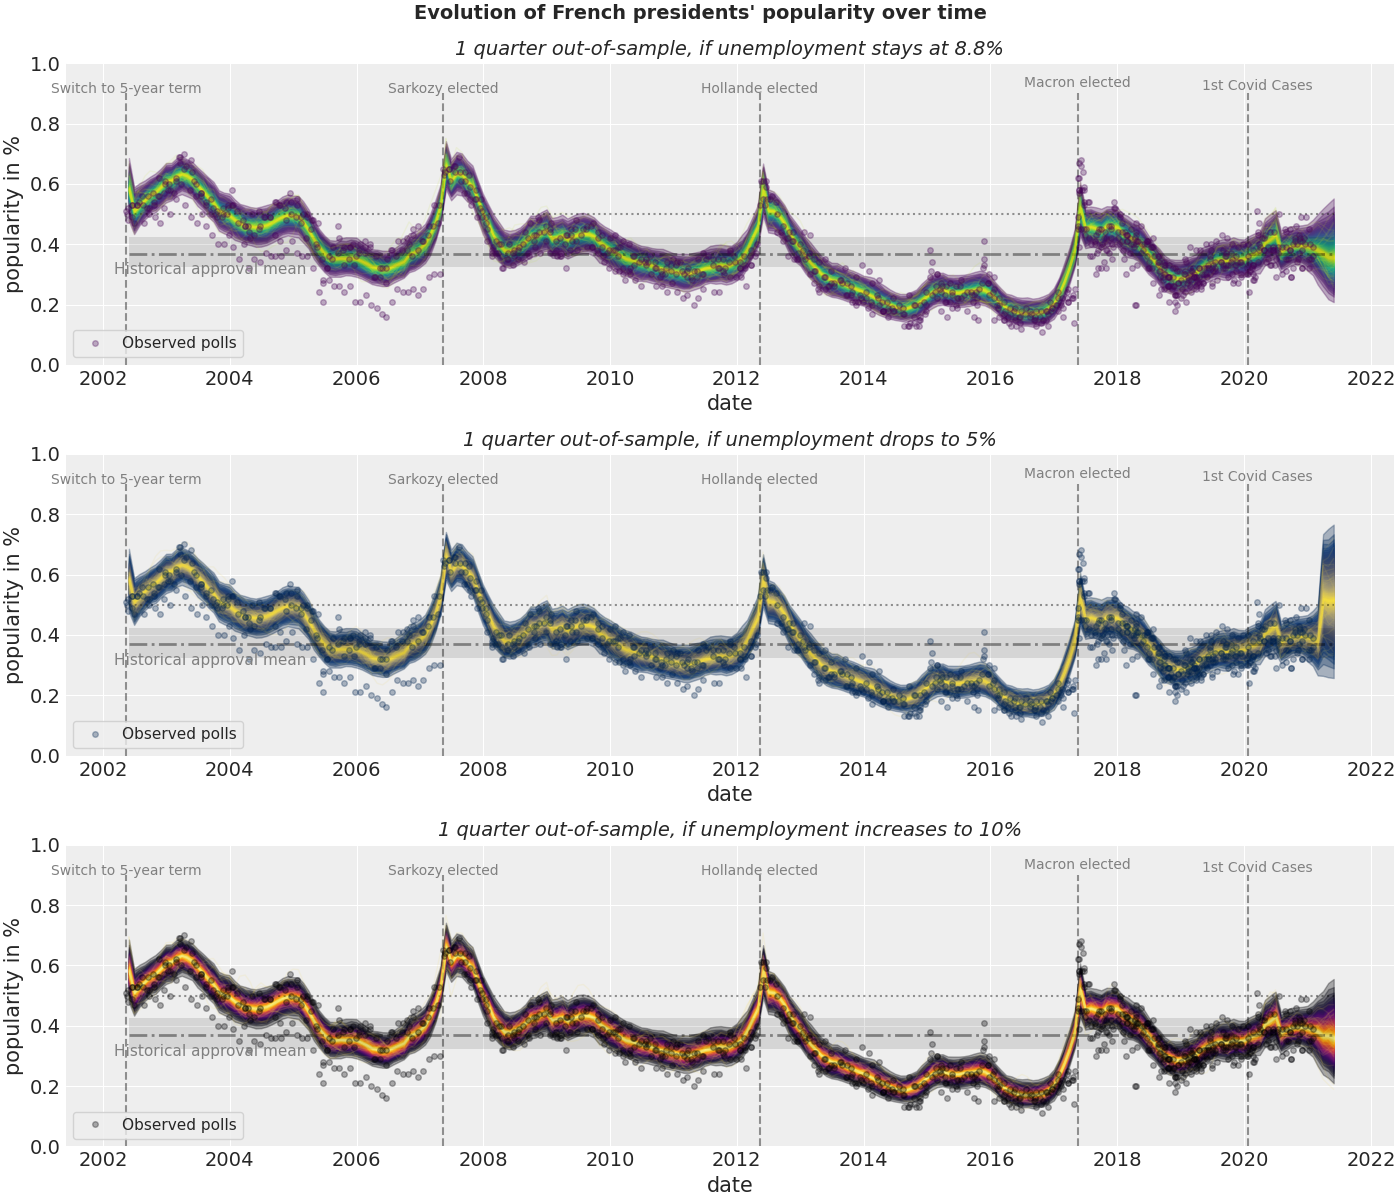 Evolution of French presidents' popularity over time
1 quarter out-of-sample, if unemployment stays at 8.8%
1.0
Switch to 5-year term
Sarkozy elected
Hollande elected
Macron elected
1st Covid Cases
0.8
0.6
0.4
Historical approval mean
0.2
Observed polls
0.0
popularity in %
2002 2004 2006 2008 2010 2012 2014 2016 2018 2020 2022
date
1 quarter out-of-sample, if unemployment drops to 5%
1.0
Switch to 5-year term
Sarkozy elected
Hollande elected
Macron elected
1st Covid Cases
0.8
0.6
0.4
Historical approval mean
0.2
Observed polls
0.0
popularity in %
2002 2004 2006 2008 2010 2012 2014 2016 2018 2020 2022
date
1 quarter out-of-sample, if unemployment increases to 10%
1.0
Switch to 5-year term
Sarkozy elected
Hollande elected
Macron elected
1st Covid Cases
0.8
0.6
0.4
Historical approval mean
0.2
Observed polls
0.0
popularity in %
2002 2004 2006 2008 2010 2012 2014 2016 2018 2020 2022
date